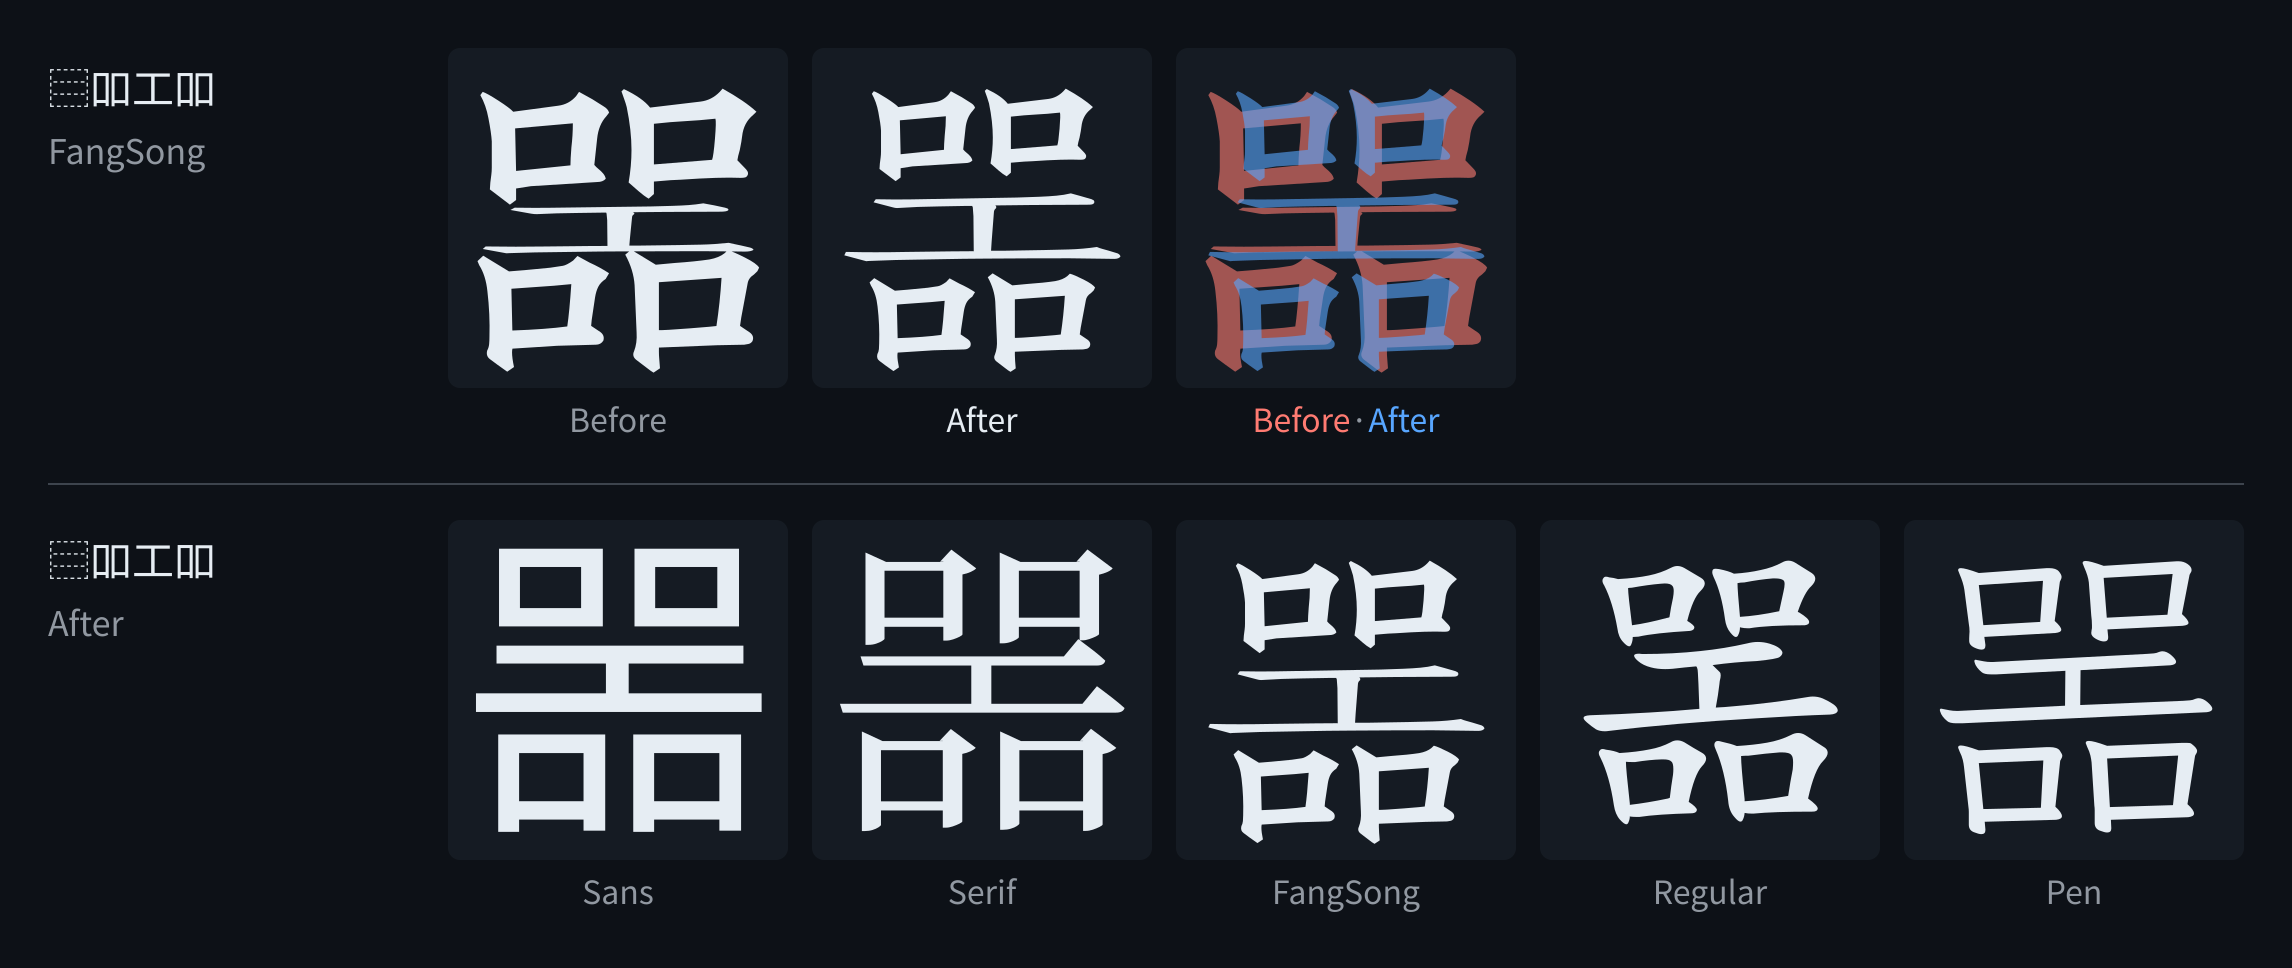 ⿳吅工吅
FangSong
Before
After
Before · After
⿳吅工吅
After
Sans
Serif
FangSong
Regular
Pen